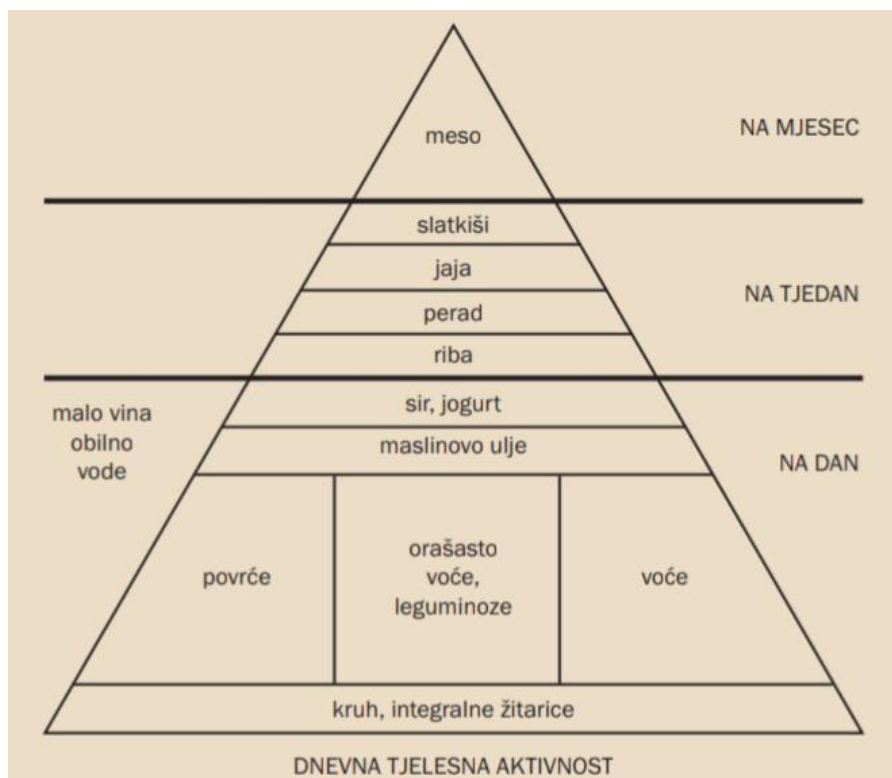 meso
NA MJESEC
slatkiši
jaja
perad
riba
NA TJEDAN
malo vina
obilno
vode
sir, jogurt
maslinovo ulje
NA DAN
povrće
orašasto
voće,
leguminoze
voće
kruh, integralne žitarice
DNEVNA TJELESNA AKTIVNOST